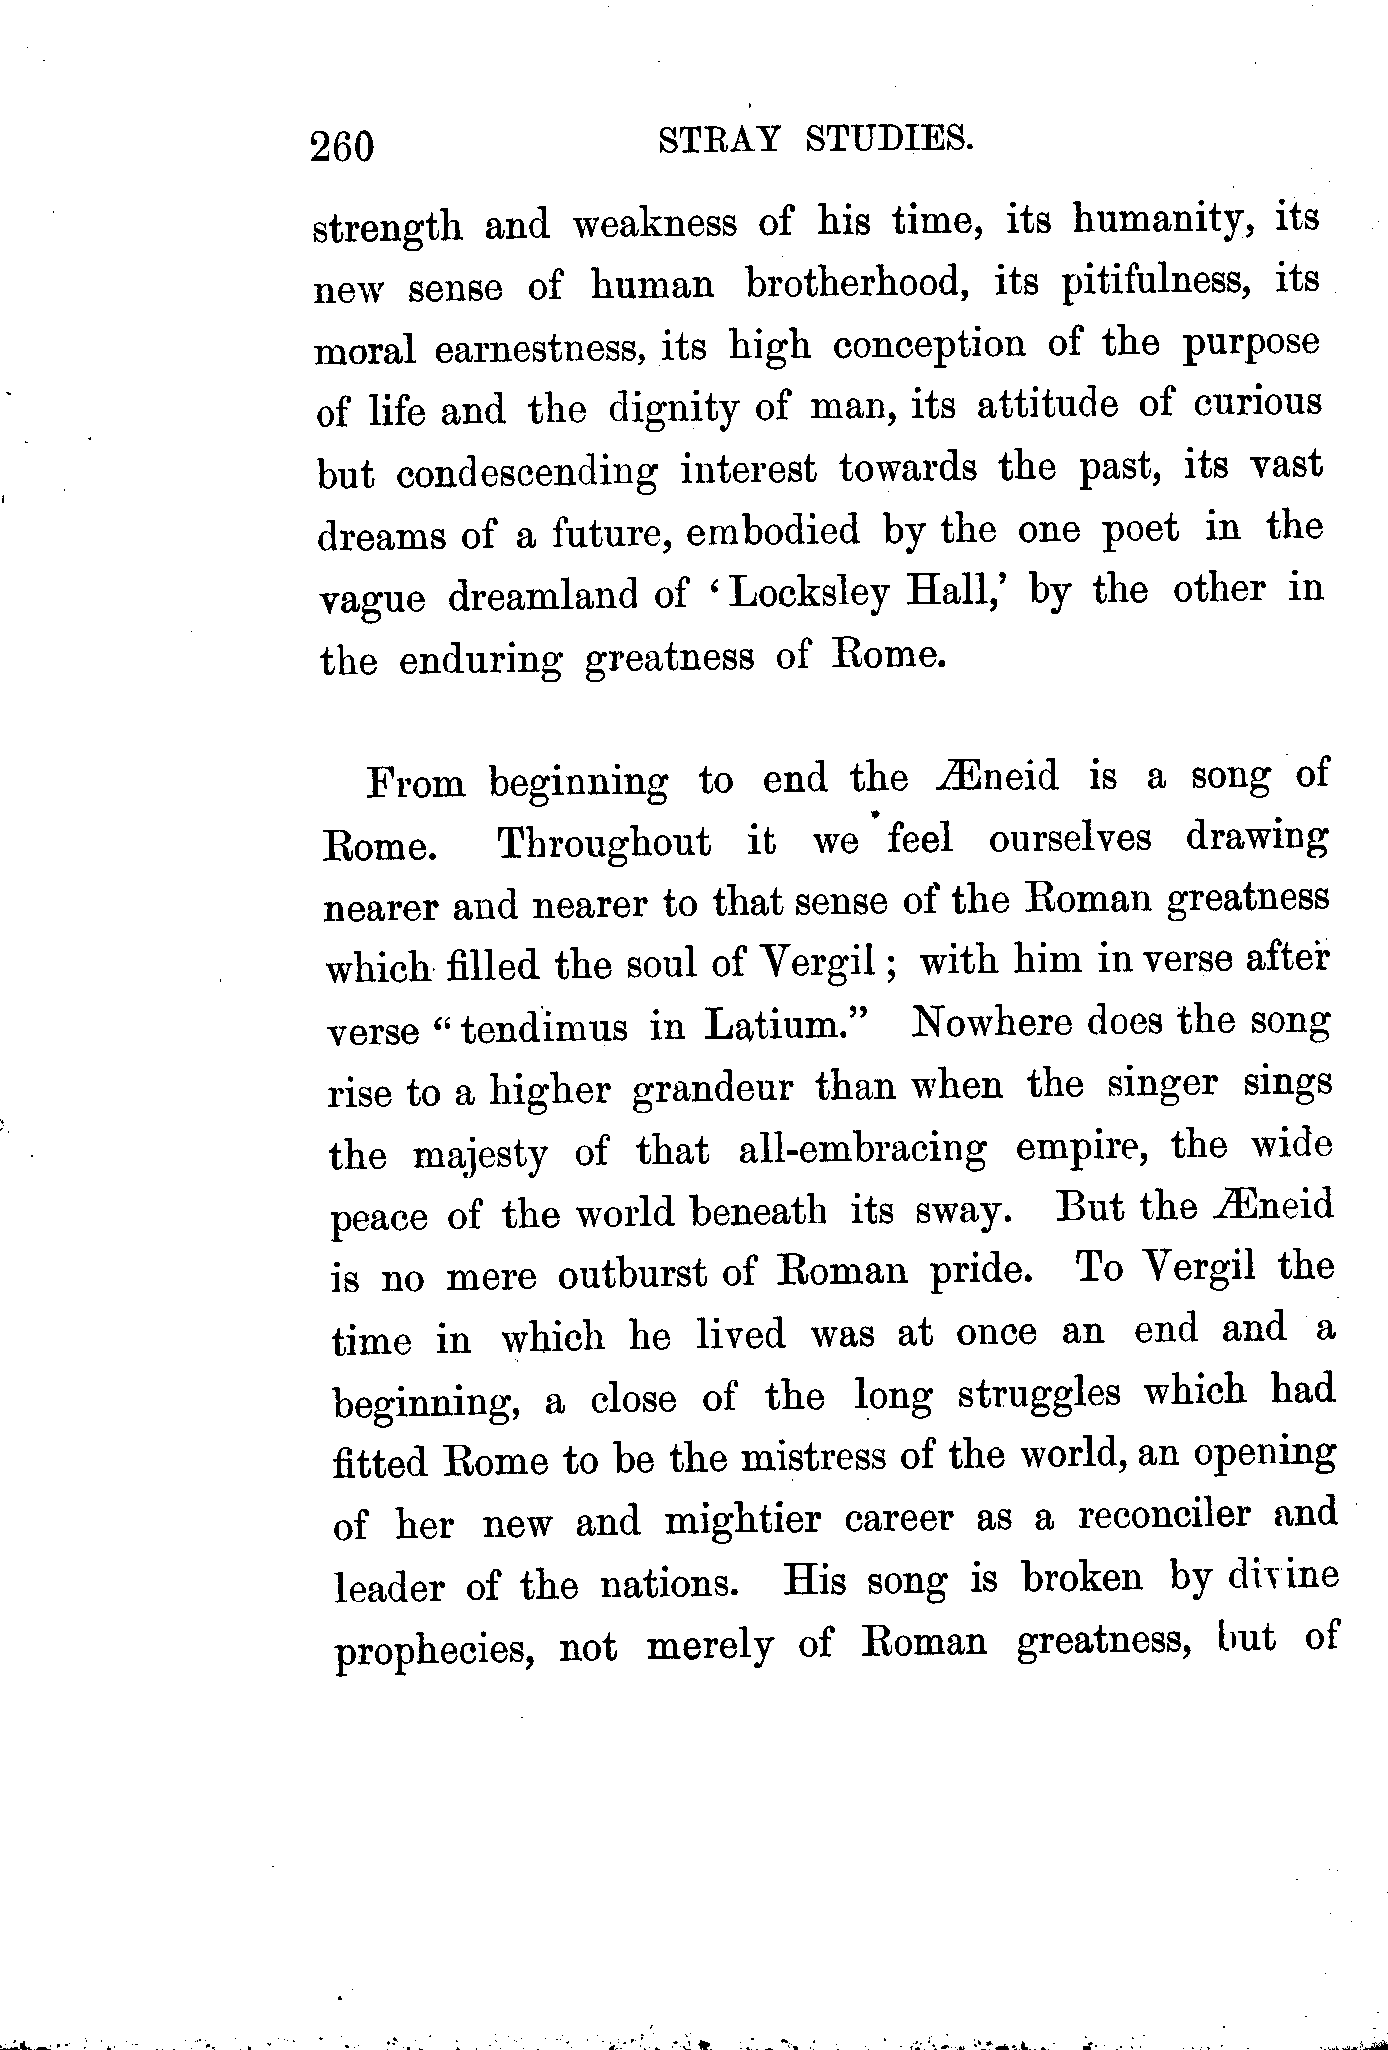 260 STRAY STUDIES.
strength and weakness of his time, its humanity, its
new sense of human brotherhood, its pitifulness, its
moral earnestness, its high conception of the purpose
of life and the dignity of man, its attitude of curious
but condescending interest towards the past, its vast
dreams of a future, embodied by the one poet in the
vague dreamland of ‘Locksley Hall,’ by the other in
the enduring greatness of Rome.
From beginning to end the Æneid is a song of
Rome. Throughout it we feel ourselves drawing
nearer and nearer to that sense of the Roman greatness
which filled the soul of Vergil; with him in verse after
verse “tendimus in Latium.” Nowhere does the song
rise to a higher grandeur than when the singer sings
the majesty of that all-embracing empire, the wide
peace of the world beneath its sway. But the Æneid
is no mere outburst of Roman pride. To Vergil the
time in which he lived was at once an end and a
beginning, a close of the long struggles which had
fitted Rome to be the mistress of the world, an opening
of her new and mightier career as a reconciler and
leader of the nations. His song is broken by divine
prophecies, not merely of Roman greatness, but of